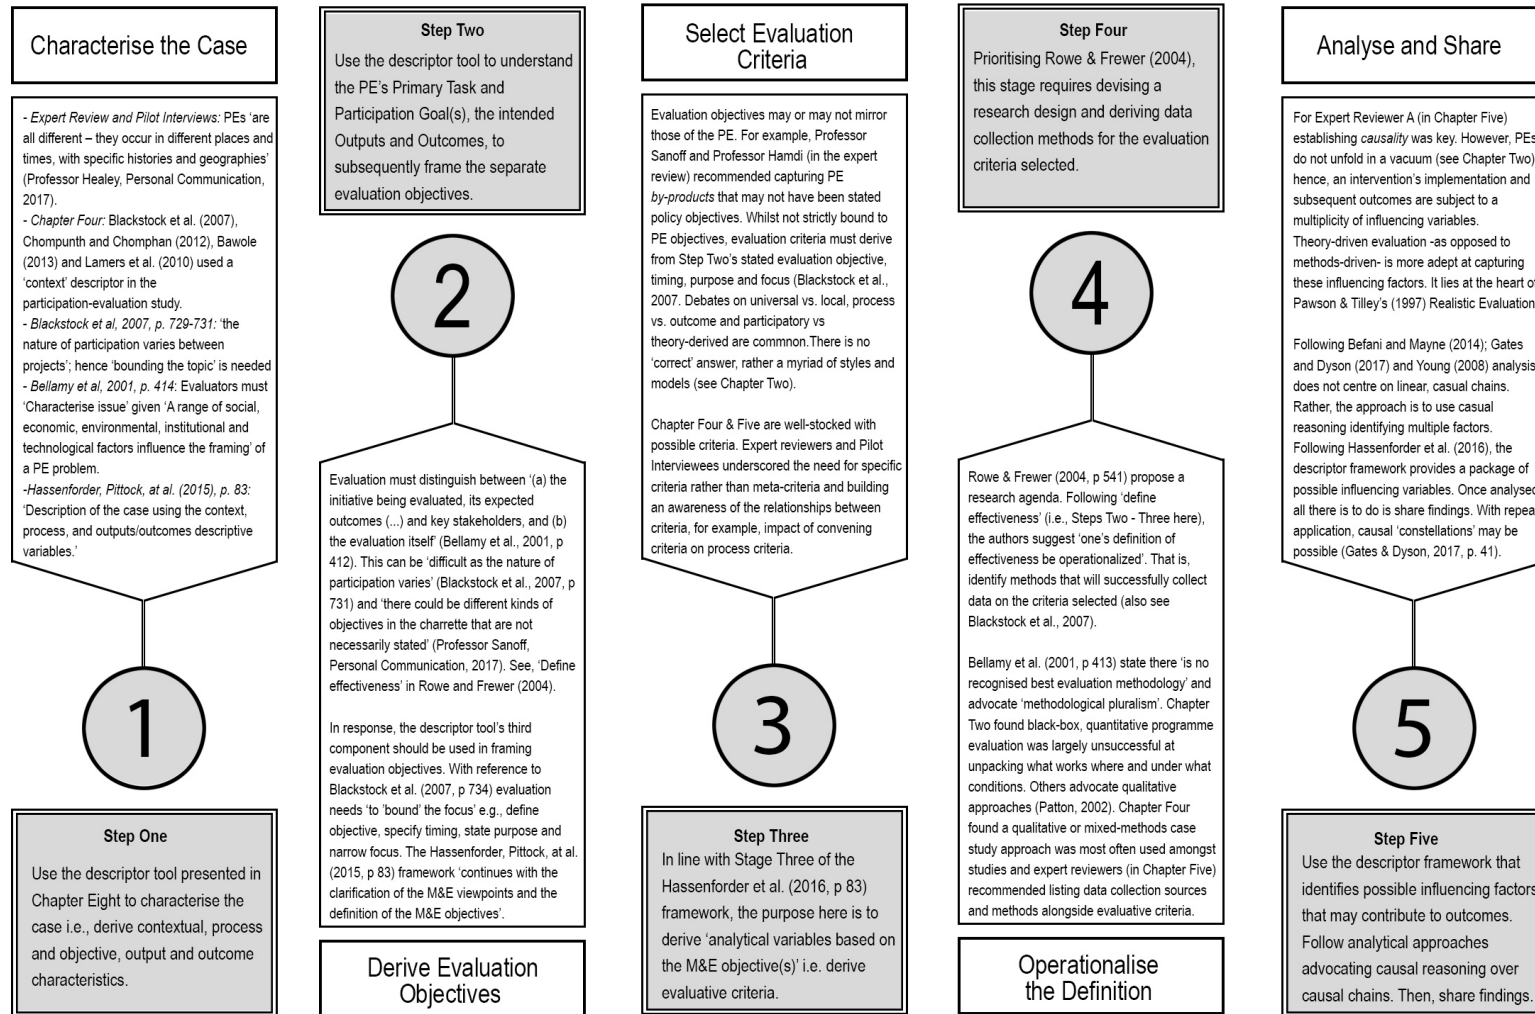 Characterise the Case
- Expert Review and Pilot Interviews: PEs ‘are
all different – they occur in different places and
times, with specific histories and geographies’
(Professor Healey, Personal Communication,
2017).
- Chapter Four: Blackstock et al. (2007),
Chompunth and Chomphan (2012), Bawole
(2013) and Lamers et al. (2010) used a
‘context’ descriptor in the
participation-evaluation study.
- Blackstock et al, 2007, p. 729-731: ‘the
nature of participation varies between
projects’; hence ‘bounding the topic’ is needed
- Bellamy et al, 2001, p. 414: Evaluators must
‘Characterise issue’ given ‘A range of social,
economic, environmental, institutional and
technological factors influence the framing’ of
a PE problem.
-Hassenforder, Pittock, at al. (2015), p. 83:
‘Description of the case using the context,
process, and outputs/outcomes descriptive
variables.’
1
Step One
Use the descriptor tool presented in
Chapter Eight to characterise the
case i.e., derive contextual, process
and objective, output and outcome
characteristics.
Step Two
Use the descriptor tool to understand
the PE’s Primary Task and
Participation Goal(s), the intended
Outputs and Outcomes, to
subsequently frame the separate
evaluation objectives.
2
Evaluation must distinguish between ‘(a) the
initiative being evaluated, its expected
outcomes (...) and key stakeholders, and (b)
the evaluation itself’ (Bellamy et al., 2001, p
412). This can be ‘difficult as the nature of
participation varies’ (Blackstock et al., 2007, p
731) and ‘there could be different kinds of
objectives in the charrette that are not
necessarily stated’ (Professor Sanoff,
Personal Communication, 2017). See, ‘Define
effectiveness’ in Rowe and Frewer (2004).
In response, the descriptor tool’s third
component should be used in framing
evaluation objectives. With reference to
Blackstock et al. (2007, p 734) evaluation
needs ‘to ’bound’ the focus’ e.g., define
objective, specify timing, state purpose and
narrow focus. The Hassenforder, Pittock, at al.
(2015, p 83) framework ‘continues with the
clarification of the M&E viewpoints and the
definition of the M&E objectives’.
Derive Evaluation
Objectives
Select Evaluation
Criteria
Evaluation objectives may or may not mirror
those of the PE. For example, Professor
Sanoff and Professor Hamdi (in the expert
review) recommended capturing PE
by-products that may not have been stated
policy objectives. Whilst not strictly bound to
PE objectives, evaluation criteria must derive
from Step Two’s stated evaluation objective,
timing, purpose and focus (Blackstock et al.,
2007. Debates on universal vs. local, process
vs. outcome and participatory vs
theory-derived are commnon.There is no
‘correct’ answer, rather a myriad of styles and
models (see Chapter Two).
Chapter Four & Five are well-stocked with
possible criteria. Expert reviewers and Pilot
Interviewees underscored the need for specific
criteria rather than meta-criteria and building
an awareness of the relationships between
criteria, for example, impact of convening
criteria on process criteria.
3
Step Three
In line with Stage Three of the
Hassenforder et al. (2016, p 83)
framework, the purpose here is to
derive ‘analytical variables based on
the M&E objective(s)’ i.e. derive
evaluative criteria.
Step Four
Prioritising Rowe & Frewer (2004),
this stage requires devising a
research design and deriving data
collection methods for the evaluation
criteria selected.
4
Rowe & Frewer (2004, p 541) propose a
research agenda. Following ‘define
effectiveness’ (i.e., Steps Two - Three here),
the authors suggest ‘one’s definition of
effectiveness be operationalized’. That is,
identify methods that will successfully collect
data on the criteria selected (also see
Blackstock et al., 2007).
Bellamy et al. (2001, p 413) state there ‘is no
recognised best evaluation methodology’ and
advocate ‘methodological pluralism’. Chapter
Two found black-box, quantitative programme
evaluation was largely unsuccessful at
unpacking what works where and under what
conditions. Others advocate qualitative
approaches (Patton, 2002). Chapter Four
found a qualitative or mixed-methods case
study approach was most often used amongst
studies and expert reviewers (in Chapter Five)
recommended listing data collection sources
and methods alongside evaluative criteria.
Operationalise
the Definition
Analyse and Share
For Expert Reviewer A (in Chapter Five)
establishing causality was key. However, PEs
do not unfold in a vacuum (see Chapter Two)
hence, an intervention’s implementation and
subsequent outcomes are subject to a
multiplicity of influencing variables.
Theory-driven evaluation -as opposed to
methods-driven- is more adept at capturing
these influencing factors. It lies at the heart of
Pawson & Tilley’s (1997) Realistic Evaluation
Following Befani and Mayne (2014); Gates
and Dyson (2017) and Young (2008) analysis
does not centre on linear, casual chains.
Rather, the approach is to use casual
reasoning identifying multiple factors.
Following Hassenforder et al. (2016), the
descriptor framework provides a package of
possible influencing variables. Once analysed
all there is to do is share findings. With repea
application, causal ‘constellations’ may be
possible (Gates & Dyson, 2017, p. 41).
5
Step Five
Use the descriptor framework that
identifies possible influencing factors
that may contribute to outcomes.
Follow analytical approaches
advocating causal reasoning over
causal chains. Then, share findings.